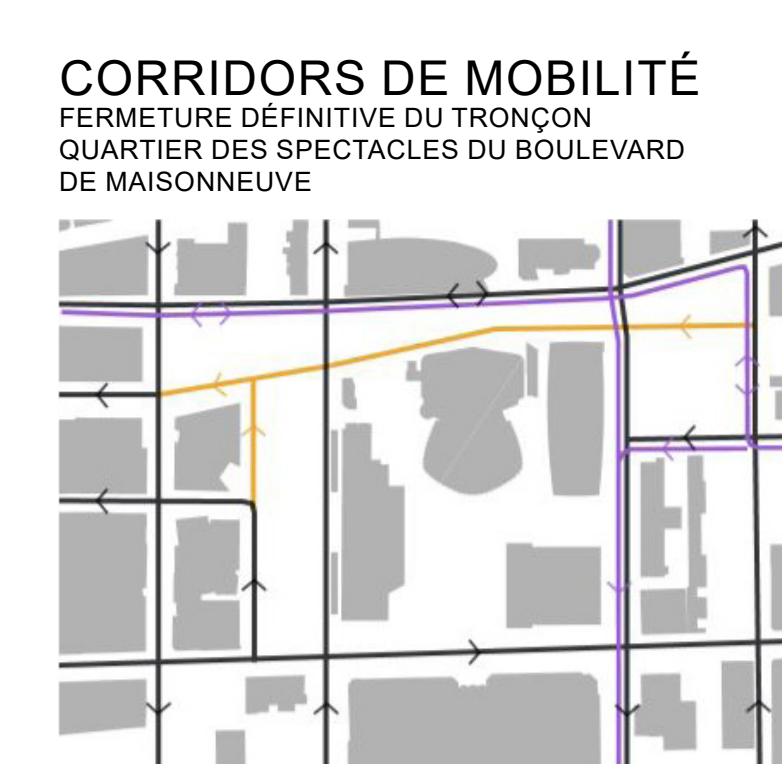 CORRIDORS DE MOBILITÉ
FERMETURE DÉFINITIVE DU TRONÇON
QUARTIER DES SPECTACLES DU BOULEVARD
DE MAISONNEUVE